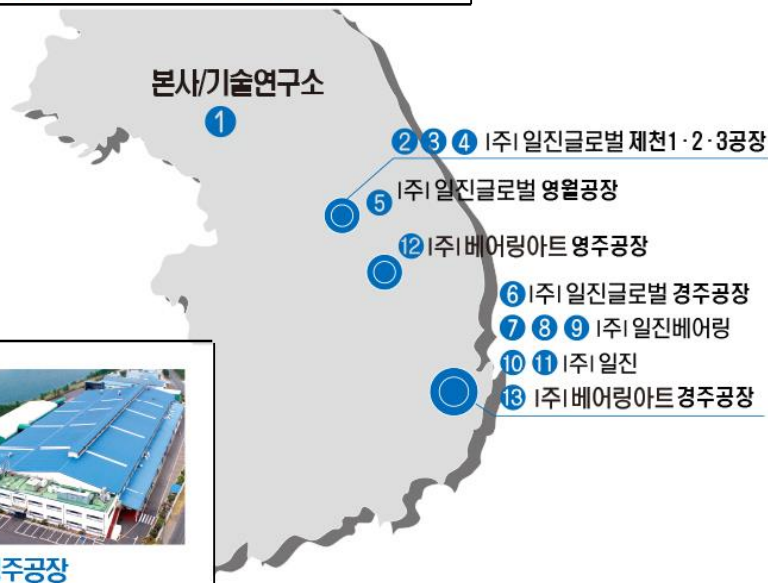 본사/기술연구소
1
2 3 4 |주| 일진글로벌 제천1·2·3공장
5 |주| 일진글로벌 영월공장
12 |주| 베어링아트 영주공장
6 |주| 일진글로벌 경주공장
7 8 9 |주| 일진베어링
10 11 |주| 일진
13 |주| 베어링아트 경주공장